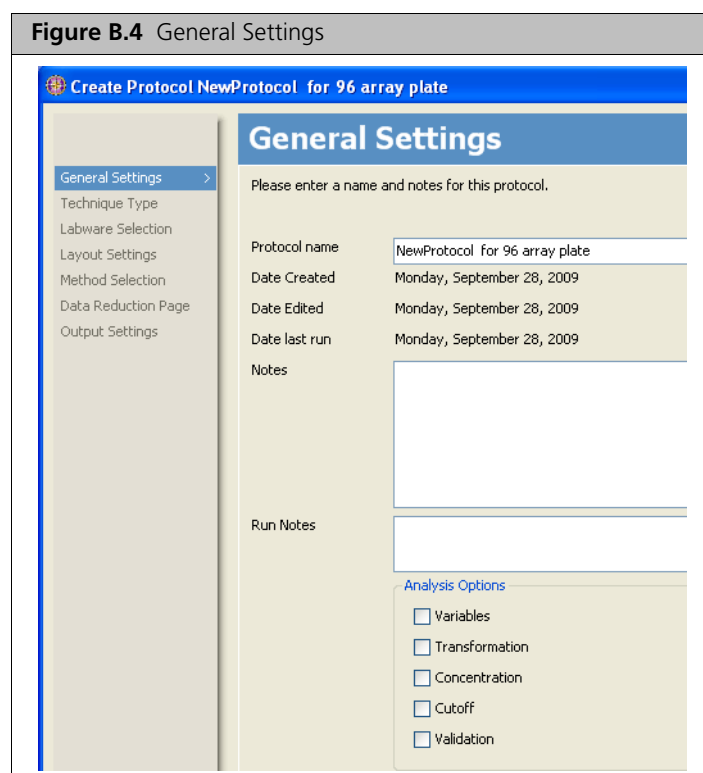 Figure B.4 General Settings
Create Protocol NewProtocol for 96 array plate
General Settings >
Technique Type
Labware Selection
Layout Settings
Method Selection
Data Reduction Page
Output Settings
General Settings
Please enter a name and notes for this protocol.
Protocol name NewProtocol for 96 array plate
Date Created Monday, September 28, 2009
Date Edited Monday, September 28, 2009
Date last run Monday, September 28, 2009
Notes
Run Notes
Analysis Options
Variables
Transformation
Concentration
Cutoff
Validation